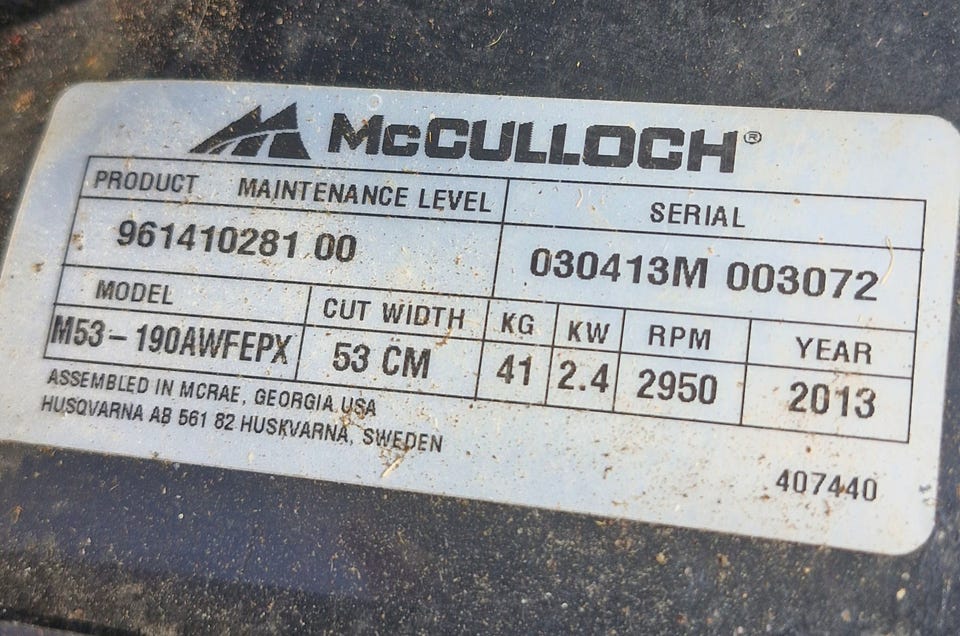 McCULLOCH®
PRODUCT MAINTENANCE LEVEL SERIAL
961410281 00 030413M 003072
MODEL CUT WIDTH KG KW RPM YEAR
M53-190AWFEPX 53 CM 41 2.4 2950 2013
ASSEMBLED IN MCRAE, GEORGIA USA
HUSQVARNA AB 561 82 HUSKVARNA, SWEDEN
407440